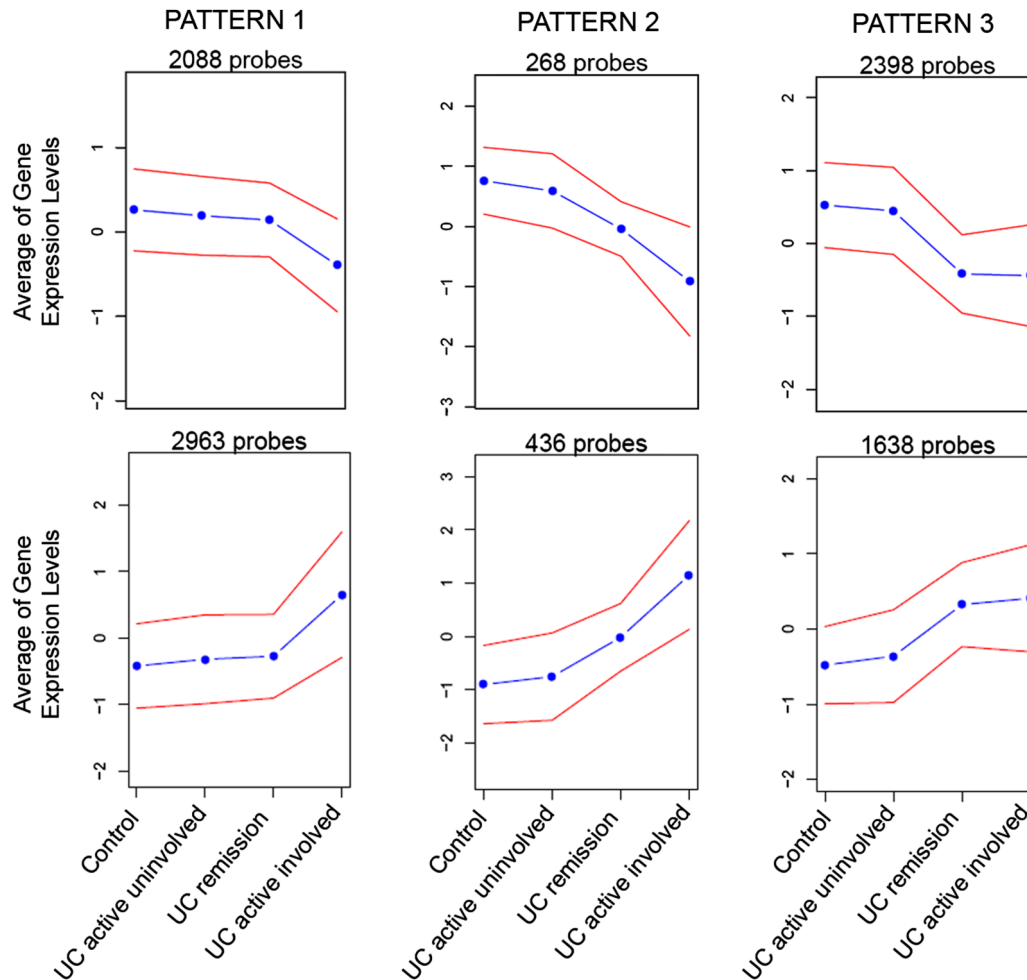 PATTERN 1
PATTERN 2
PATTERN 3
2088 probes
268 probes
2398 probes
Average of Gene
Expression Levels
1
0
-1
-2
2
1
0
-1
-2
-3
2
1
0
-1
-2
2963 probes
436 probes
1638 probes
Average of Gene
Expression Levels
2
1
0
-1
-2
3
2
1
0
-1
-2
2
1
0
-1
-2
Control
UC active uninvolved
UC remission
UC active involved
Control
UC active uninvolved
UC remission
UC active involved
Control
UC active uninvolved
UC remission
UC active involved